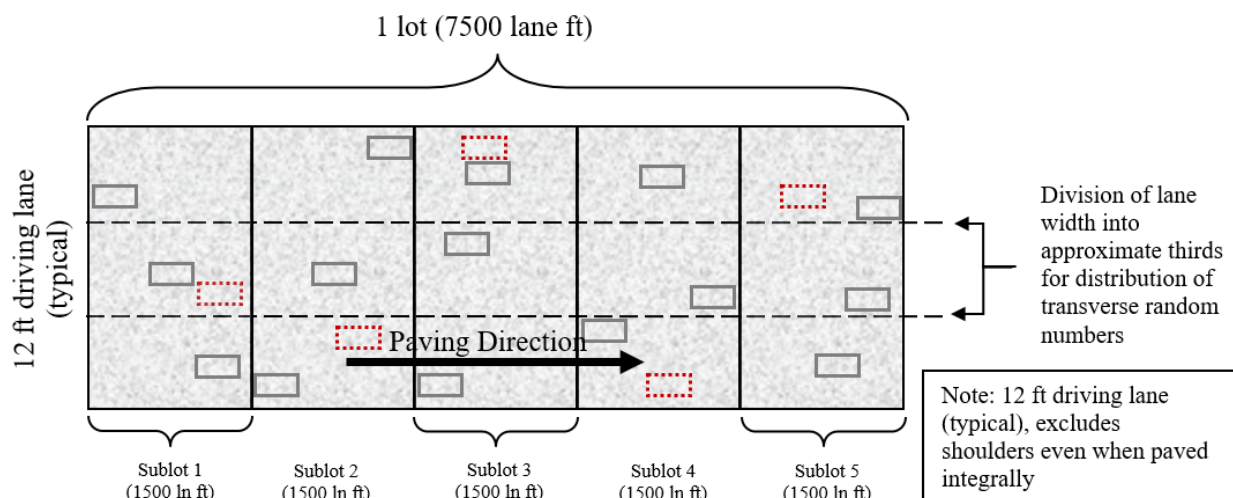 1 lot (7500 lane ft)
12 ft driving lane
(typical)
Division of lane
width into
approximate thirds
for distribution of
transverse random
numbers
Paving Direction
Note: 12 ft driving lane
(typical), excludes
shoulders even when paved
integrally
Sublot 1
(1500 ln ft)
Sublot 2
(1500 ln ft)
Sublot 3
(1500 ln ft)
Sublot 4
(1500 ln ft)
Sublot 5
(1500 ln ft)